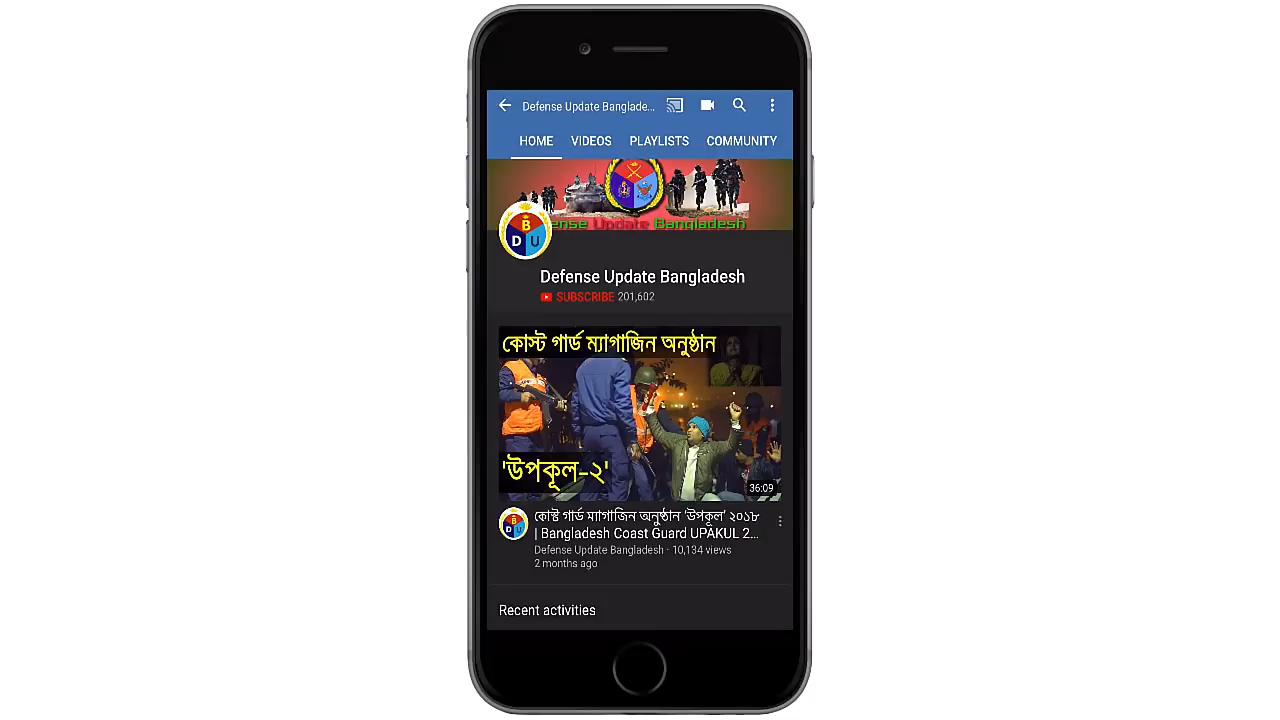 Defense Update Banglade...
HOME VIDEOS PLAYLISTS COMMUNITY
ense Update Bangladesh
B
D U
Defense Update Bangladesh
SUBSCRIBE 201,602
কোস্ট গার্ড ম্যাগাজিন অনুষ্ঠান
'উপকূল-২'
36:09
B
D U
কোস্ট গার্ড ম্যাগাজিন অনুষ্ঠান 'উপকূল' ২০১৮
| Bangladesh Coast Guard UPAKUL 2...
Defense Update Bangladesh · 10,134 views
2 months ago
Recent activities